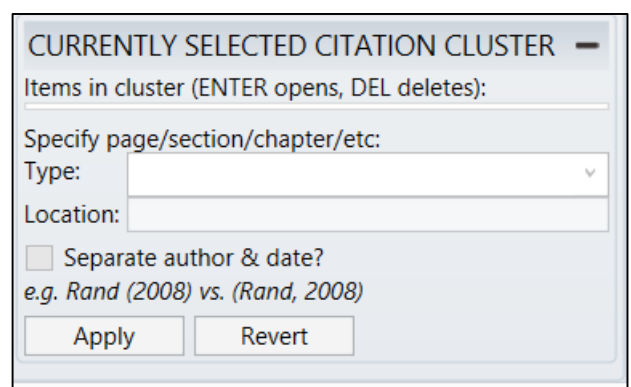 CURRENTLY SELECTED CITATION CLUSTER
Items in cluster (ENTER opens, DEL deletes):
Specify page/section/chapter/etc:
Type:
Location:
Separate author & date?
e.g. Rand (2008) vs. (Rand, 2008)
Apply Revert